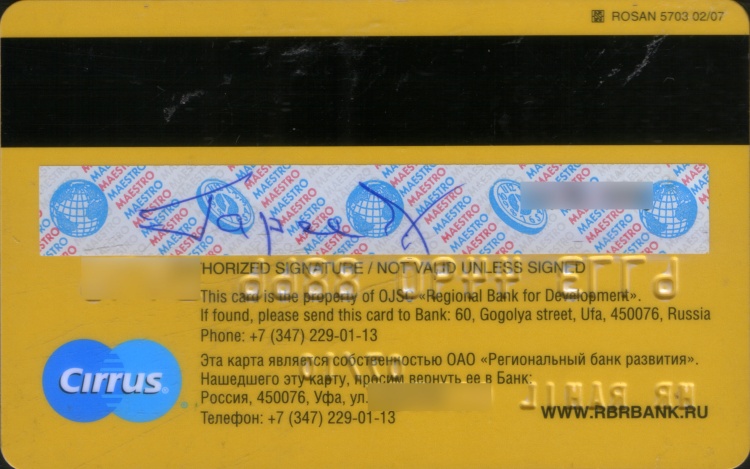 ROSAN 5703 02/07
MAESTRO MAESTRO MAESTRO
HORIZED SIGNATURE / NOT VALID UNLESS SIGNED
This card is the property of OJSC «Regional Bank for Development».
If found, please send this card to Bank: 60, Gogolya street, Ufa, 450076, Russia
Phone: +7 (347) 229-01-13
Cirrus.
Эта карта является собственностью ОАО «Региональный банк развития».
Нашедшего эту карту, просим вернуть ее в Банк:
Россия, 450076, Уфа, ул.
Телефон: +7 (347) 229-01-13
WWW.RBRBANK.RU